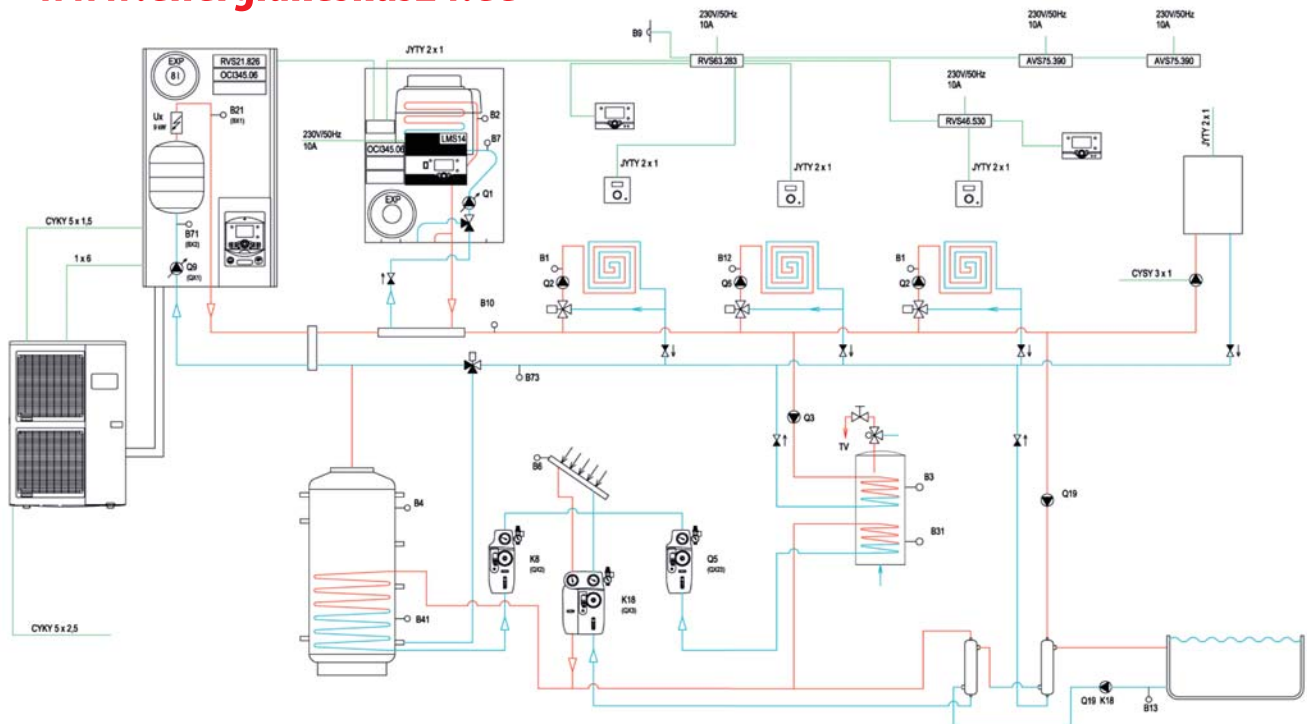 230V/50Hz
10A
B9
RVS63.283
230V/50Hz
10A
AVS75.390
230V/50Hz
10A
AVS75.390
EXP
8 l
RVS21.826
OCI345.06
JYTY 2 x 1
230V/50Hz
10A
RVS46.530
Ux
9 kW
B21
(BX1)
B2
B7
230V/50Hz
10A
OCI345.06
LMS14
EXP
Q1
JYTY 2 x 1
JYTY 2 x 1
JYTY 2 x 1
JYTY 2 x 1
CYKY 5 x 1,5
1 x 6
B71
(BX2)
Q9
(QX1)
B1
Q2
B12
Q6
B1
Q2
CYSY 3 x 1
B10
B73
Q3
TV
B6
B4
B3
B31
Q19
K8
(QX2)
Q5
(QX23)
K18
(QX3)
B41
CYKY 5 x 2,5
Q19 K18
B13